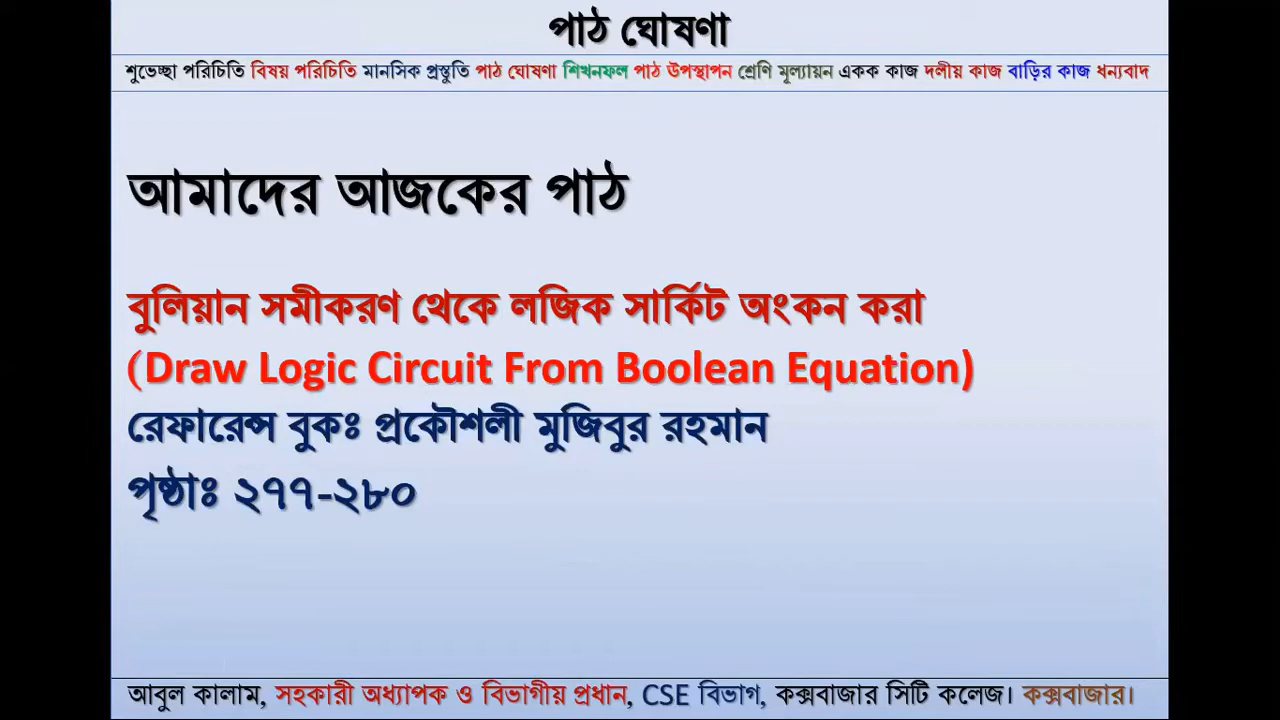 পাঠ ঘোষণা
শুভেচ্ছা পরিচিতি বিষয় পরিচিতি মানসিক প্রস্তুতি পাঠ ঘোষণা শিখনফল পাঠ উপস্থাপন শ্রেণি মূল্যায়ন একক কাজ দলীয় কাজ বাড়ির কাজ ধন্যবাদ
আমাদের আজকের পাঠ
বুলিয়ান সমীকরণ থেকে লজিক সার্কিট অংকন করা
(Draw Logic Circuit From Boolean Equation)
রেফারেন্স বুকঃ প্রকৌশলী মুজিবুর রহমান
পৃষ্ঠাঃ ২৭৭-২৮০
আবুল কালাম, সহকারী অধ্যাপক ও বিভাগীয় প্রধান, CSE বিভাগ, কক্সবাজার সিটি কলেজ। কক্সবাজার।